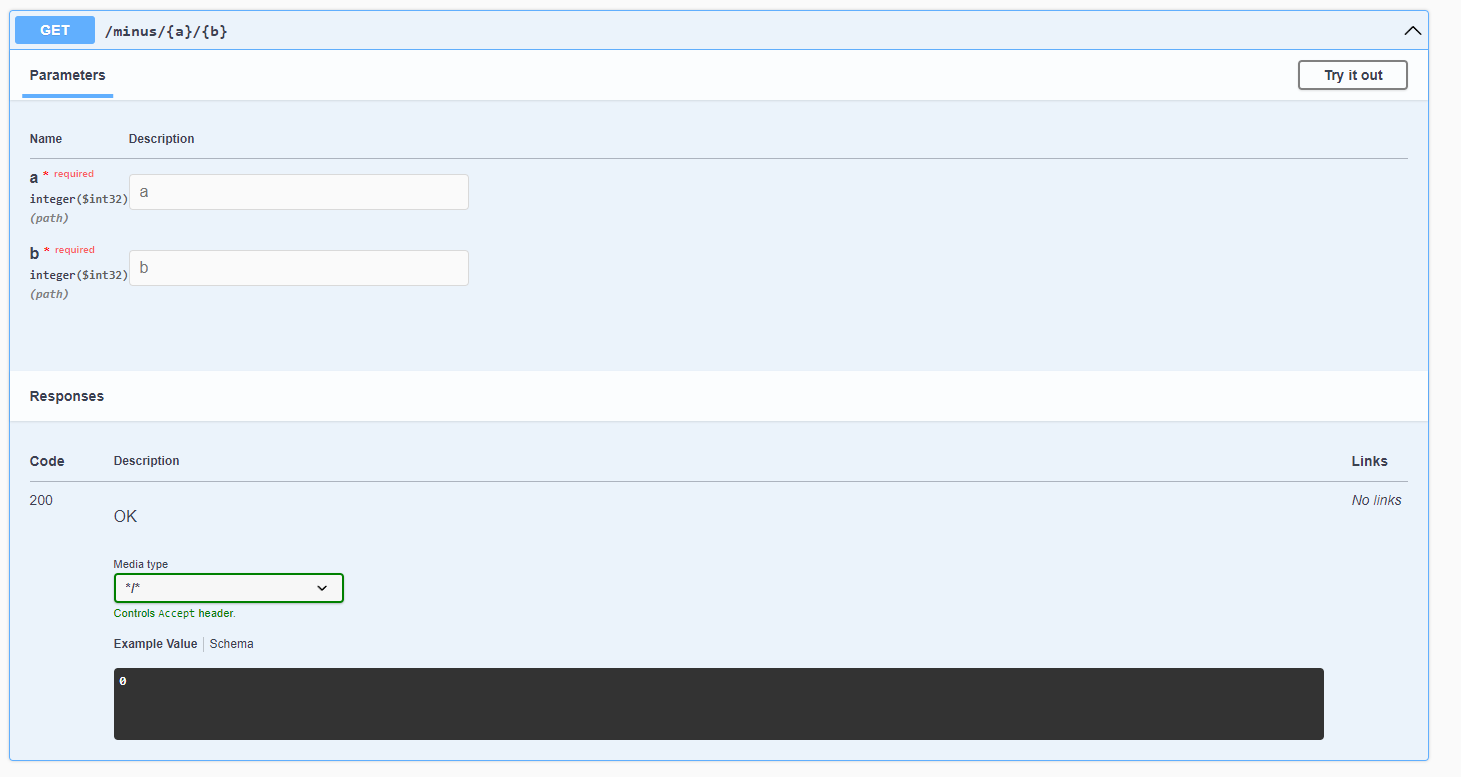 GET /minus/{a}/{b}
Parameters Try it out
Name Description
a * required
integer($int32)
(path)
a
b * required
integer($int32)
(path)
b
Responses
Code Description Links
200 OK No links
Media type
*/*
Controls Accept header.
Example Value Schema
0